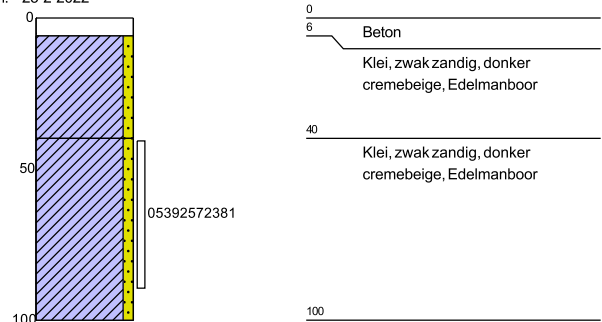 0
50
100
05392572381
0
6
Beton
Klei, zwak zandig, donker
cremebeige, Edelmanboor
40
Klei, zwak zandig, donker
cremebeige, Edelmanboor
100